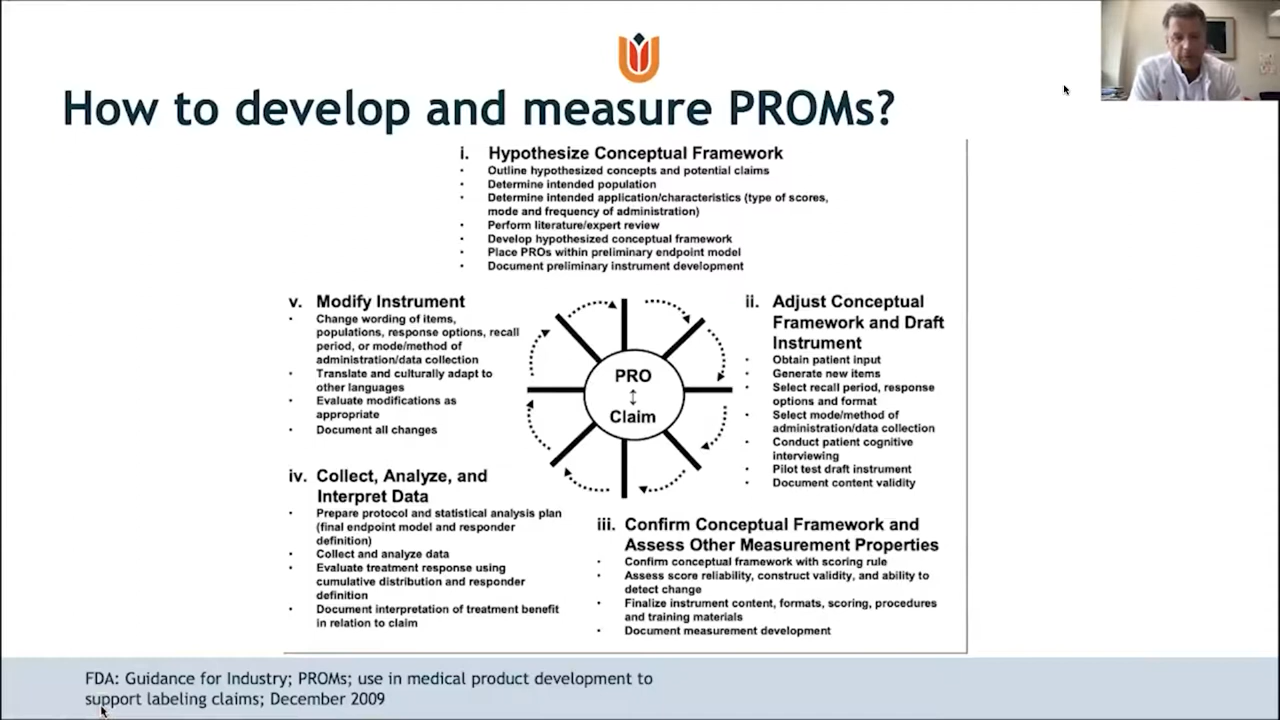 How to develop and measure PROMs?
i. Hypothesize Conceptual Framework
· Outline hypothesized concepts and potential claims
· Determine intended population
· Determine intended application/characteristics (type of scores,
mode and frequency of administration)
· Perform literature/expert review
· Develop hypothesized conceptual framework
· Place PROs within preliminary endpoint model
· Document preliminary instrument development
ii. Adjust Conceptual
Framework and Draft
Instrument
· Obtain patient input
· Generate new items
· Select recall period, response
options and format
· Select mode/method of
administration/data collection
· Conduct patient cognitive
interviewing
· Pilot test draft instrument
· Document content validity
iii. Confirm Conceptual Framework and
Assess Other Measurement Properties
· Confirm conceptual framework with scoring rule
· Assess score reliability, construct validity, and ability to
detect change
· Finalize instrument content, formats, scoring, procedures
and training materials
· Document measurement development
iv. Collect, Analyze, and
Interpret Data
· Prepare protocol and statistical analysis plan
(final endpoint model and responder
definition)
· Collect and analyze data
· Evaluate treatment response using
cumulative distribution and responder
definition
· Document interpretation of treatment benefit
in relation to claim
v. Modify Instrument
· Change wording of items,
populations, response options, recall
period, or mode/method of
administration/data collection
· Translate and culturally adapt to
other languages
· Evaluate modifications as
appropriate
· Document all changes
PRO
↕
Claim
FDA: Guidance for Industry; PROMs; use in medical product development to
support labeling claims; December 2009